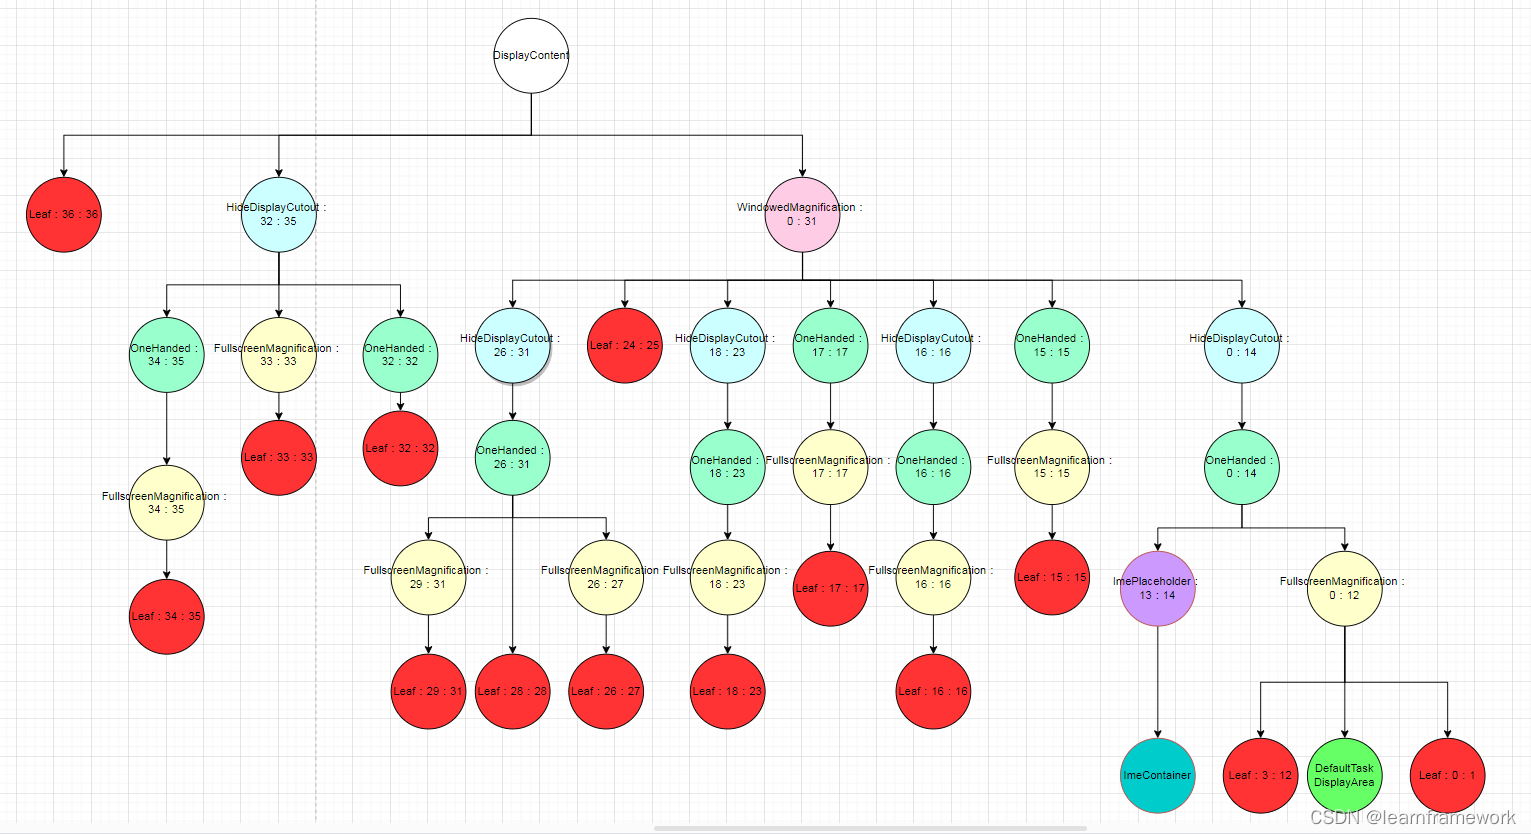 DisplayContent
Leaf : 36 : 36
HideDisplayCutout :
32 : 35
WindowedMagnification :
0 : 31
OneHanded :
34 : 35
FullscreenMagnification :
33 : 33
OneHanded :
32 : 32
HideDisplayCutout :
26 : 31
Leaf : 24 : 25
HideDisplayCutout :
18 : 23
OneHanded :
17 : 17
HideDisplayCutout :
16 : 16
OneHanded :
15 : 15
HideDisplayCutout :
0 : 14
Leaf : 33 : 33
Leaf : 32 : 32
OneHanded :
26 : 31
OneHanded :
18 : 23
FullscreenMagnification :
17 : 17
OneHanded :
16 : 16
FullscreenMagnification :
15 : 15
OneHanded :
0 : 14
FullscreenMagnification :
34 : 35
FullscreenMagnification :
29 : 31
FullscreenMagnification
26 : 27
FullscreenMagnification :
18 : 23
Leaf : 17 : 17
FullscreenMagnification :
16 : 16
Leaf : 15 : 15
ImePlaceholder :
13 : 14
FullscreenMagnification :
0 : 12
Leaf : 34 : 35
Leaf : 29 : 31
Leaf : 28 : 28
Leaf : 26 : 27
Leaf : 18 : 23
Leaf : 16 : 16
ImeContainer
Leaf : 3 : 12
DefaultTask
DisplayArea
Leaf : 0 : 1
CSDN @learnframework